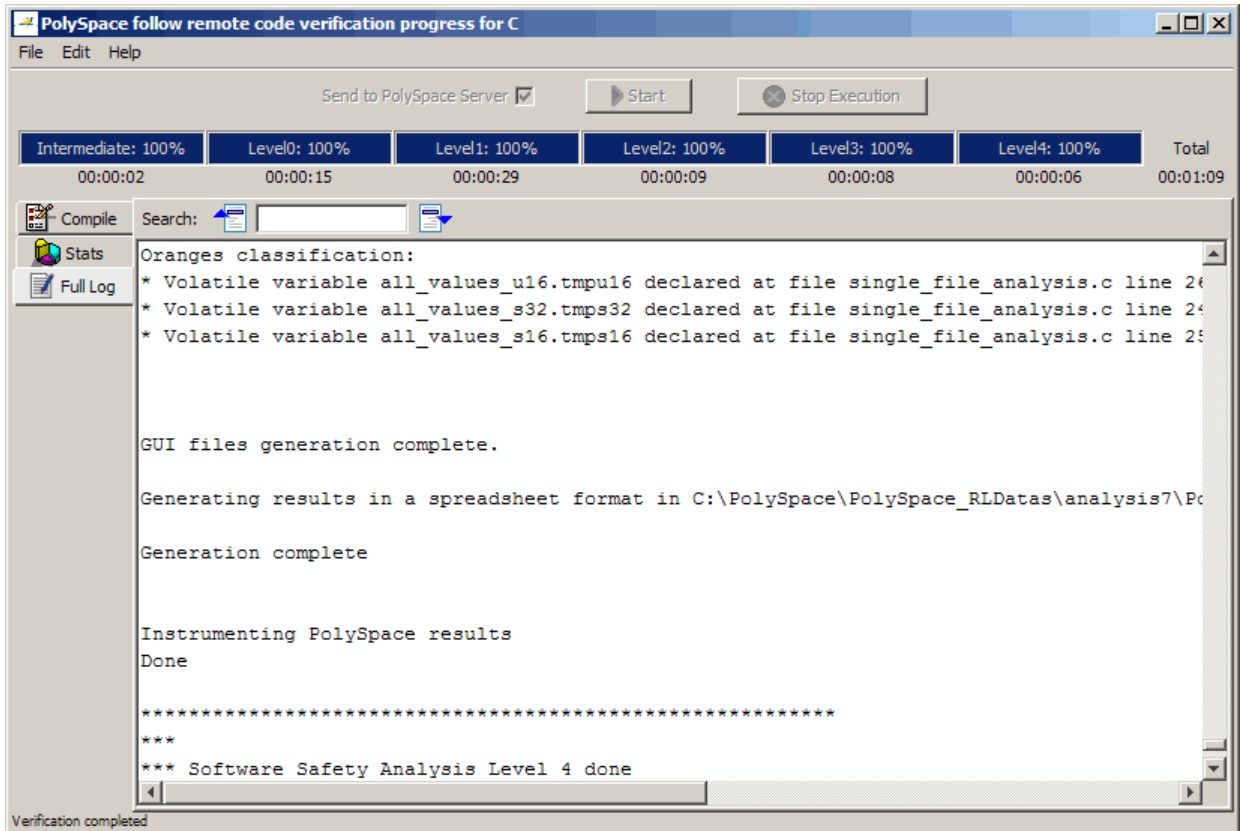 PolySpace follow remote code verification progress for C
File Edit Help
Send to PolySpace Server Start Stop Execution
Intermediate: 100% Level0: 100% Level1: 100% Level2: 100% Level3: 100% Level4: 100% Total
00:00:02 00:00:15 00:00:29 00:00:09 00:00:08 00:00:06 00:01:09
Compile Search:
Stats
Full Log
Oranges classification:
* Volatile variable all_values_u16.tmpu16 declared at file single_file_analysis.c line
* Volatile variable all_values_s32.tmps32 declared at file single_file_analysis.c line
* Volatile variable all_values_s16.tmps16 declared at file single_file_analysis.c line
GUI files generation complete.
Generating results in a spreadsheet format in C:\PolySpace\PolySpace_RLDatas\analysis7\
Generation complete
Instrumenting PolySpace results
Done
**********************************************************
***
*** Software Safety Analysis Level 4 done
Verification completed